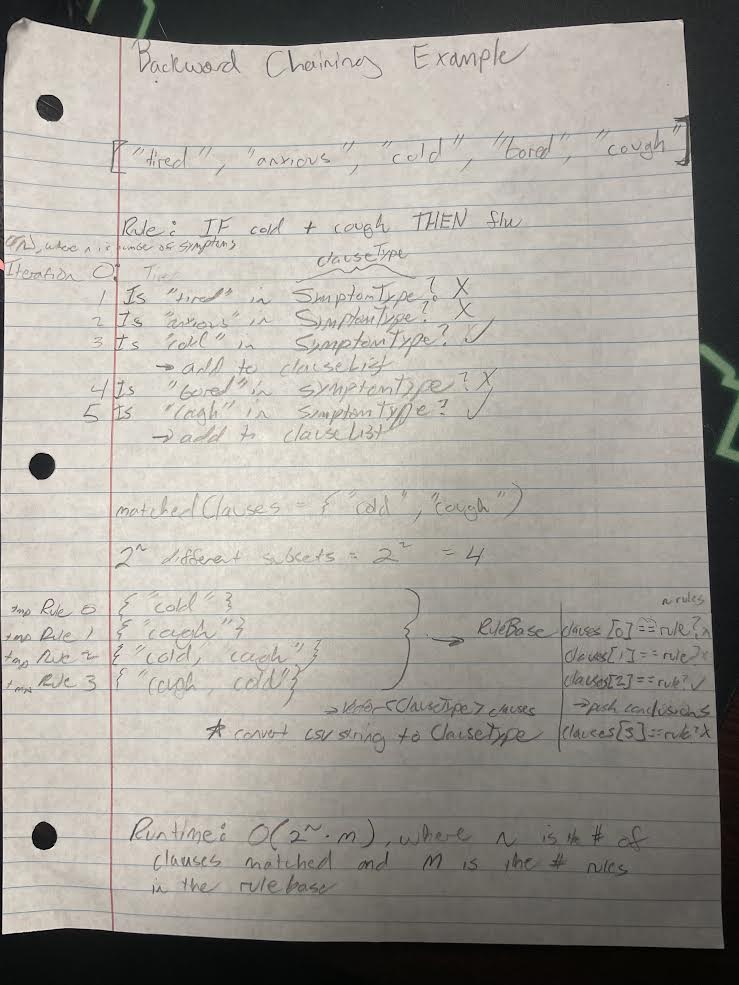 Backward Chaining Example
["tired", "anxious", "cold", "bored", "cough"]
Rule: IF cold + cough THEN flu
O(N), where n is number of symptoms
clauseType
Iteration 0:
1 Is "tired" in SymptomType? X
2 Is "anxious" in SymptomType? X
3 Is "cold" in SymptomType? ✓
→ add to clauseList
4 Is "bored" in symptomtype? X
5 Is "cough" in SymptomType? ✓
→ add to clauseList
matchedClauses = {"cold", "cough")
2^n different subsets = 2^2 = 4
n rules
tmp Rule 0 {"cold"}
tmp Rule 1 {"cough"}
tmp Rule 2 {"cold, cough"}
tmp Rule 3 {"cough, cold"}
→ RuleBase
clauses[0]==rule? x
clauses[1]==rule? x
clauses[2]==rule? ✓
→ push conclusions
clauses[3]==rule? X
→ vector<ClauseType> clauses
* convert csv string to ClauseType
Runtime: O(2^n · m), where n is the # of
clauses matched and m is the # rules
in the rulebase